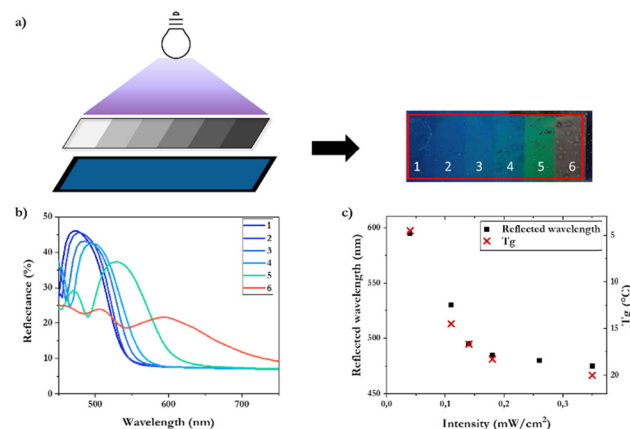 a)
1 2 3 4 5 6
b)
50
40
30
20
10
0
Reflectance (%)
500 600 700
Wavelength (nm)
1
2
3
4
5
6
c)
600
550
500
450
Reflected wavelength (nm)
0 0,1 0,2 0,3
Intensity (mW/cm²)
5
10
15
20
Tg (°C)
Reflected wavelength
Tg